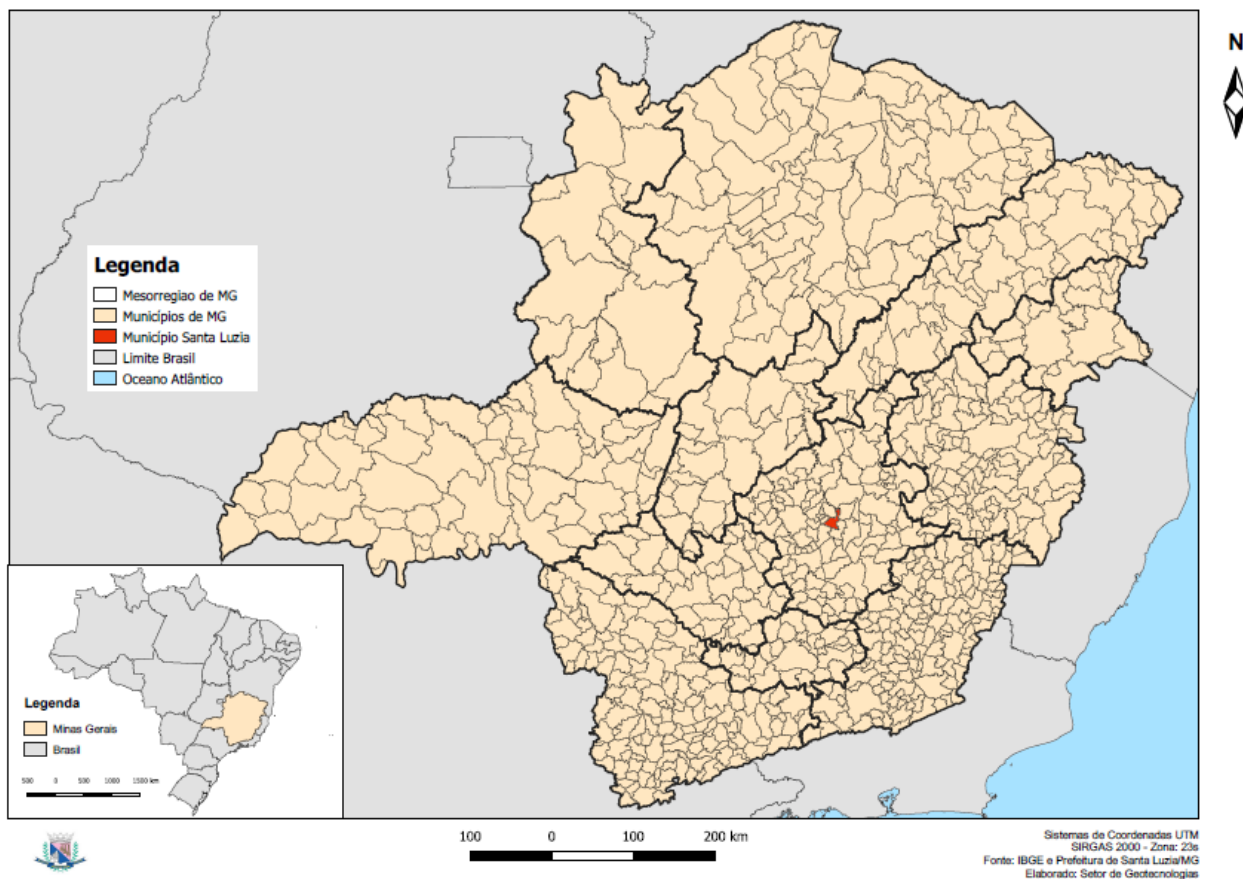 N
Legenda
Mesorregiao de MG
Municípios de MG
Município Santa Luzia
Limite Brasil
Oceano Atlântico
Legenda
Minas Gerais
Brasil
500 0 500 1000 1500 km
100 0 100 200 km
Sistemas de Coordenadas UTM
SIRGAS 2000 - Zona: 23s
Fonte: IBGE e Prefeitura de Santa Luzia/MG
Elaborado: Setor de Geotecnologias